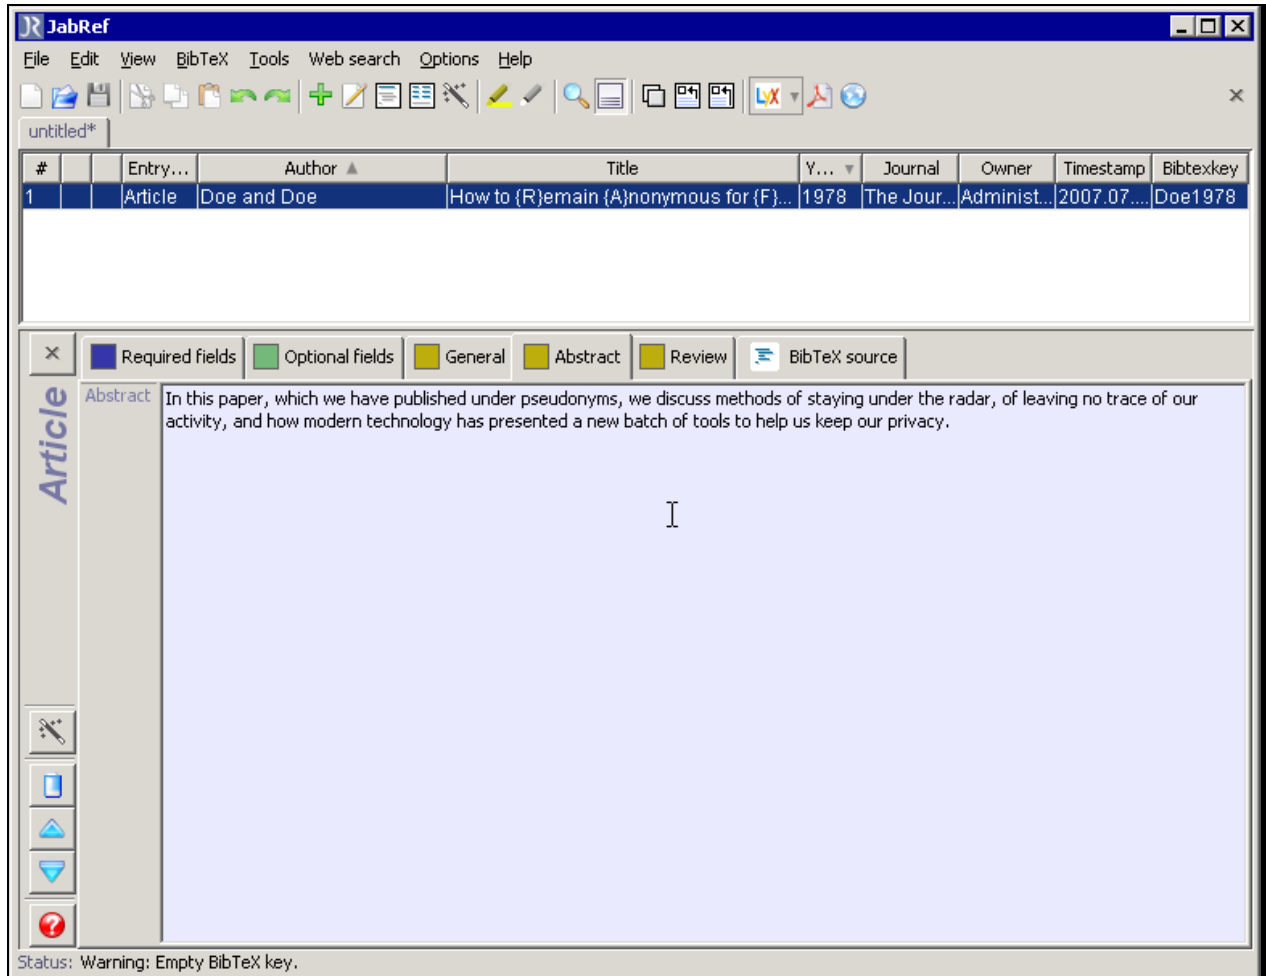 JabRef
File Edit View BibTeX Tools Web search Options Help
LyX
untitled*
# Entry... Author Title Y... Journal Owner Timestamp Bibtexkey
1 Article Doe and Doe How to {R}emain {A}nonymous for {F}... 1978 The Jour... Administ... 2007.07.... Doe1978
Required fields Optional fields General Abstract Review BibTeX source
Article
Abstract In this paper, which we have published under pseudonyms, we discuss methods of staying under the radar, of leaving no trace of our
activity, and how modern technology has presented a new batch of tools to help us keep our privacy.
Status: Warning: Empty BibTeX key.